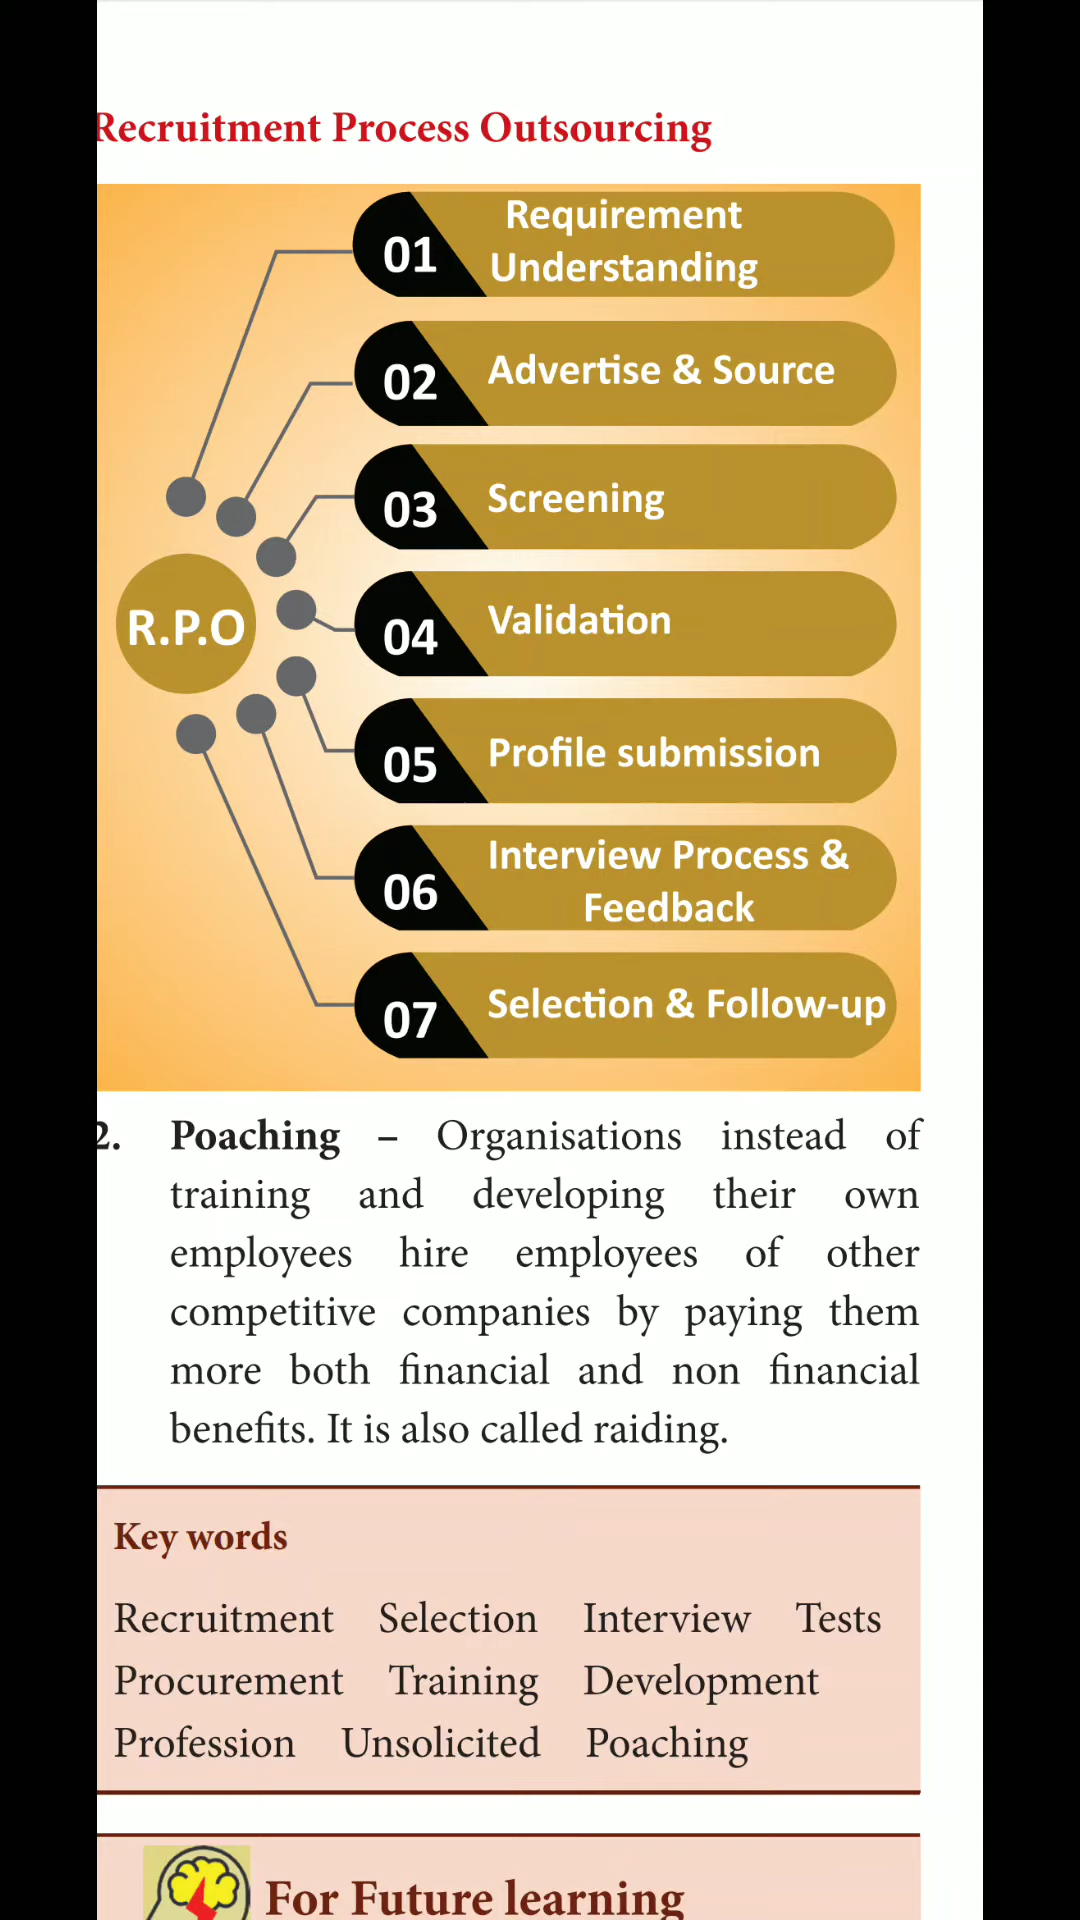 Recruitment Process Outsourcing
01 Requirement
Understanding
02 Advertise & Source
03 Screening
04 Validation
R.P.O
05 Profile submission
06 Interview Process &
Feedback
07 Selection & Follow-up
2. Poaching – Organisations instead of
training and developing their own
employees hire employees of other
competitive companies by paying them
more both financial and non financial
benefits. It is also called raiding.
Key words
Recruitment Selection Interview Tests
Procurement Training Development
Profession Unsolicited Poaching
For Future learning